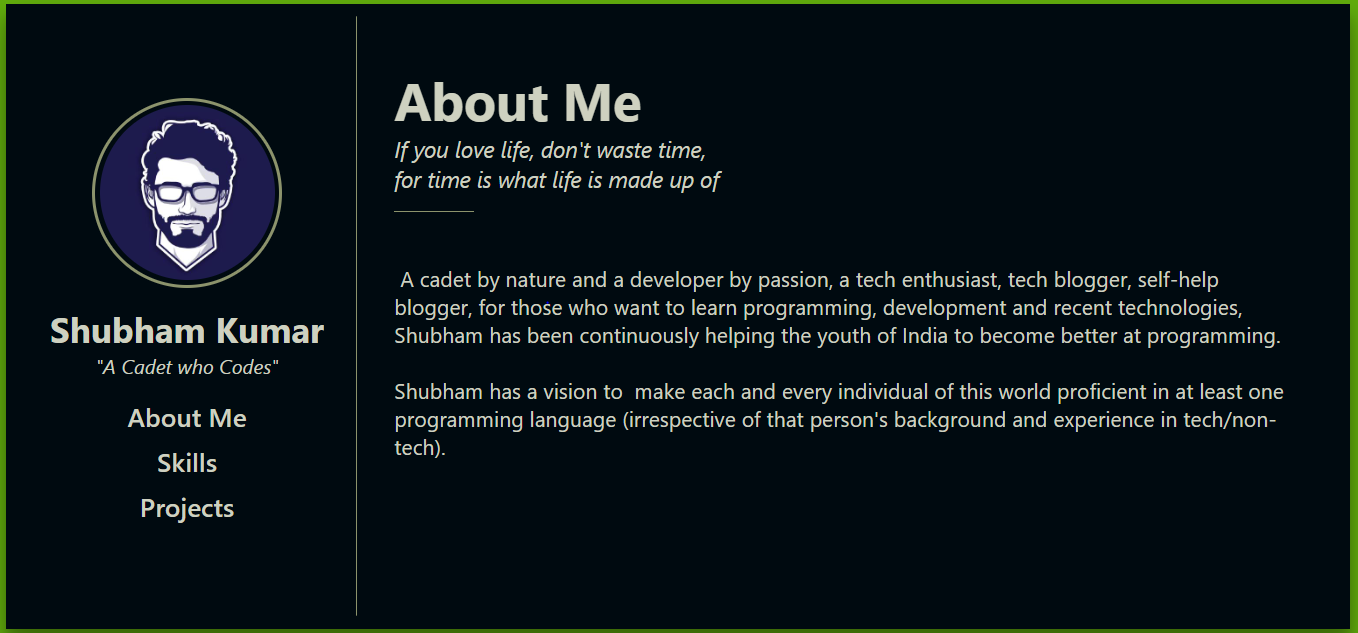 Shubham Kumar
"A Cadet who Codes"
About Me
Skills
Projects
About Me
If you love life, don't waste time,
for time is what life is made up of
A cadet by nature and a developer by passion, a tech enthusiast, tech blogger, self-help
blogger, for those who want to learn programming, development and recent technologies,
Shubham has been continuously helping the youth of India to become better at programming.
Shubham has a vision to  make each and every individual of this world proficient in at least one
programming language (irrespective of that person's background and experience in tech/non-
tech).